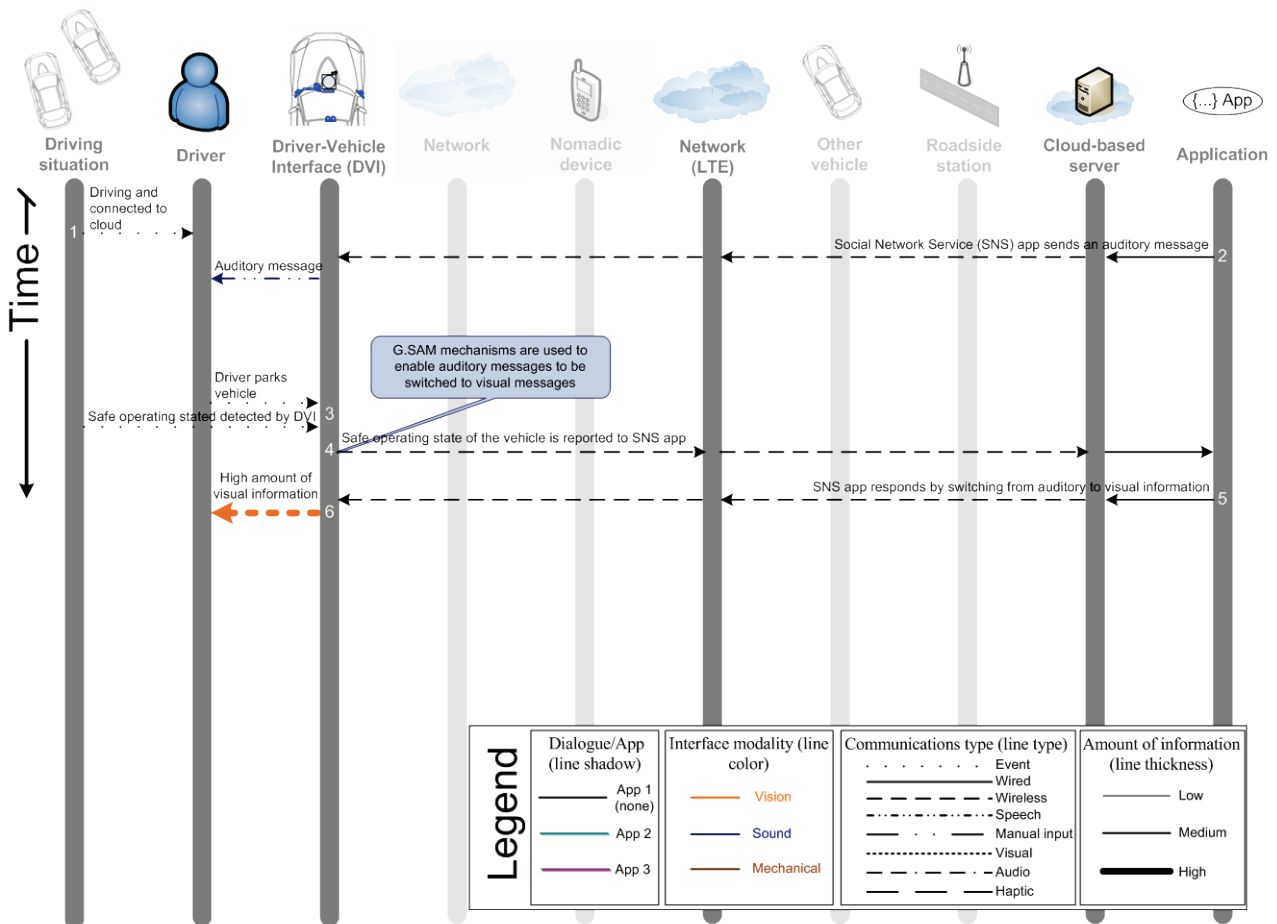 {...} App
Driving
situation
Driver
Driver-Vehicle
Interface (DVI)
Network
Nomadic
device
Network
(LTE)
Other
vehicle
Roadside
station
Cloud-based
server
Application
Time
Driving and
connected to
cloud
1
Social Network Service (SNS) app sends an auditory message
2
Auditory message
G.SAM mechanisms are used to
enable auditory messages to be
switched to visual messages
Driver parks
vehicle
3
Safe operating stated detected by DVI
Safe operating state of the vehicle is reported to SNS app
4
High amount of
visual information
SNS app responds by switching from auditory to visual information
5
6
Legend
Dialogue/App
(line shadow)
App 1
(none)
App 2
App 3
Interface modality (line
color)
Vision
Sound
Mechanical
Communications type (line type)
Event
Wired
Wireless
Speech
Manual input
Visual
Audio
Haptic
Amount of information
(line thickness)
Low
Medium
High